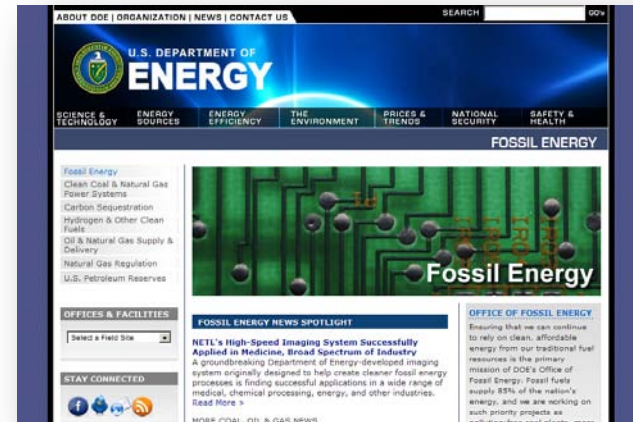 ABOUT DOE | ORGANIZATION | NEWS | CONTACT US
SEARCH
GO
U.S. DEPARTMENT OF
ENERGY
SCIENCE & TECHNOLOGY
ENERGY SOURCES
ENERGY EFFICIENCY
THE ENVIRONMENT
PRICES & TRENDS
NATIONAL SECURITY
SAFETY & HEALTH
FOSSIL ENERGY
Fossil Energy
Clean Coal & Natural Gas
Power Systems
Carbon Sequestration
Hydrogen & Other Clean
Fuels
Oil & Natural Gas Supply &
Delivery
Natural Gas Regulation
U.S. Petroleum Reserves
Fossil Energy
OFFICES & FACILITIES
Select a Field Site
STAY CONNECTED
FOSSIL ENERGY NEWS SPOTLIGHT
NETL's High-Speed Imaging System Successfully
Applied in Medicine, Broad Spectrum of Industry
A groundbreaking Department of Energy-developed imaging
system originally designed to help create cleaner fossil energy
processes is finding successful applications in a wide range of
medical, chemical processing, energy, and other industries.
Read More >
MORE COAL, OIL & GAS NEWS
OFFICE OF FOSSIL ENERGY
Ensuring that we can continue
to rely on clean, affordable
energy from our traditional fuel
resources is the primary
mission of DOE's Office of
Fossil Energy. Fossil fuels
supply 85% of the nation's
energy, and we are working on
such priority projects as